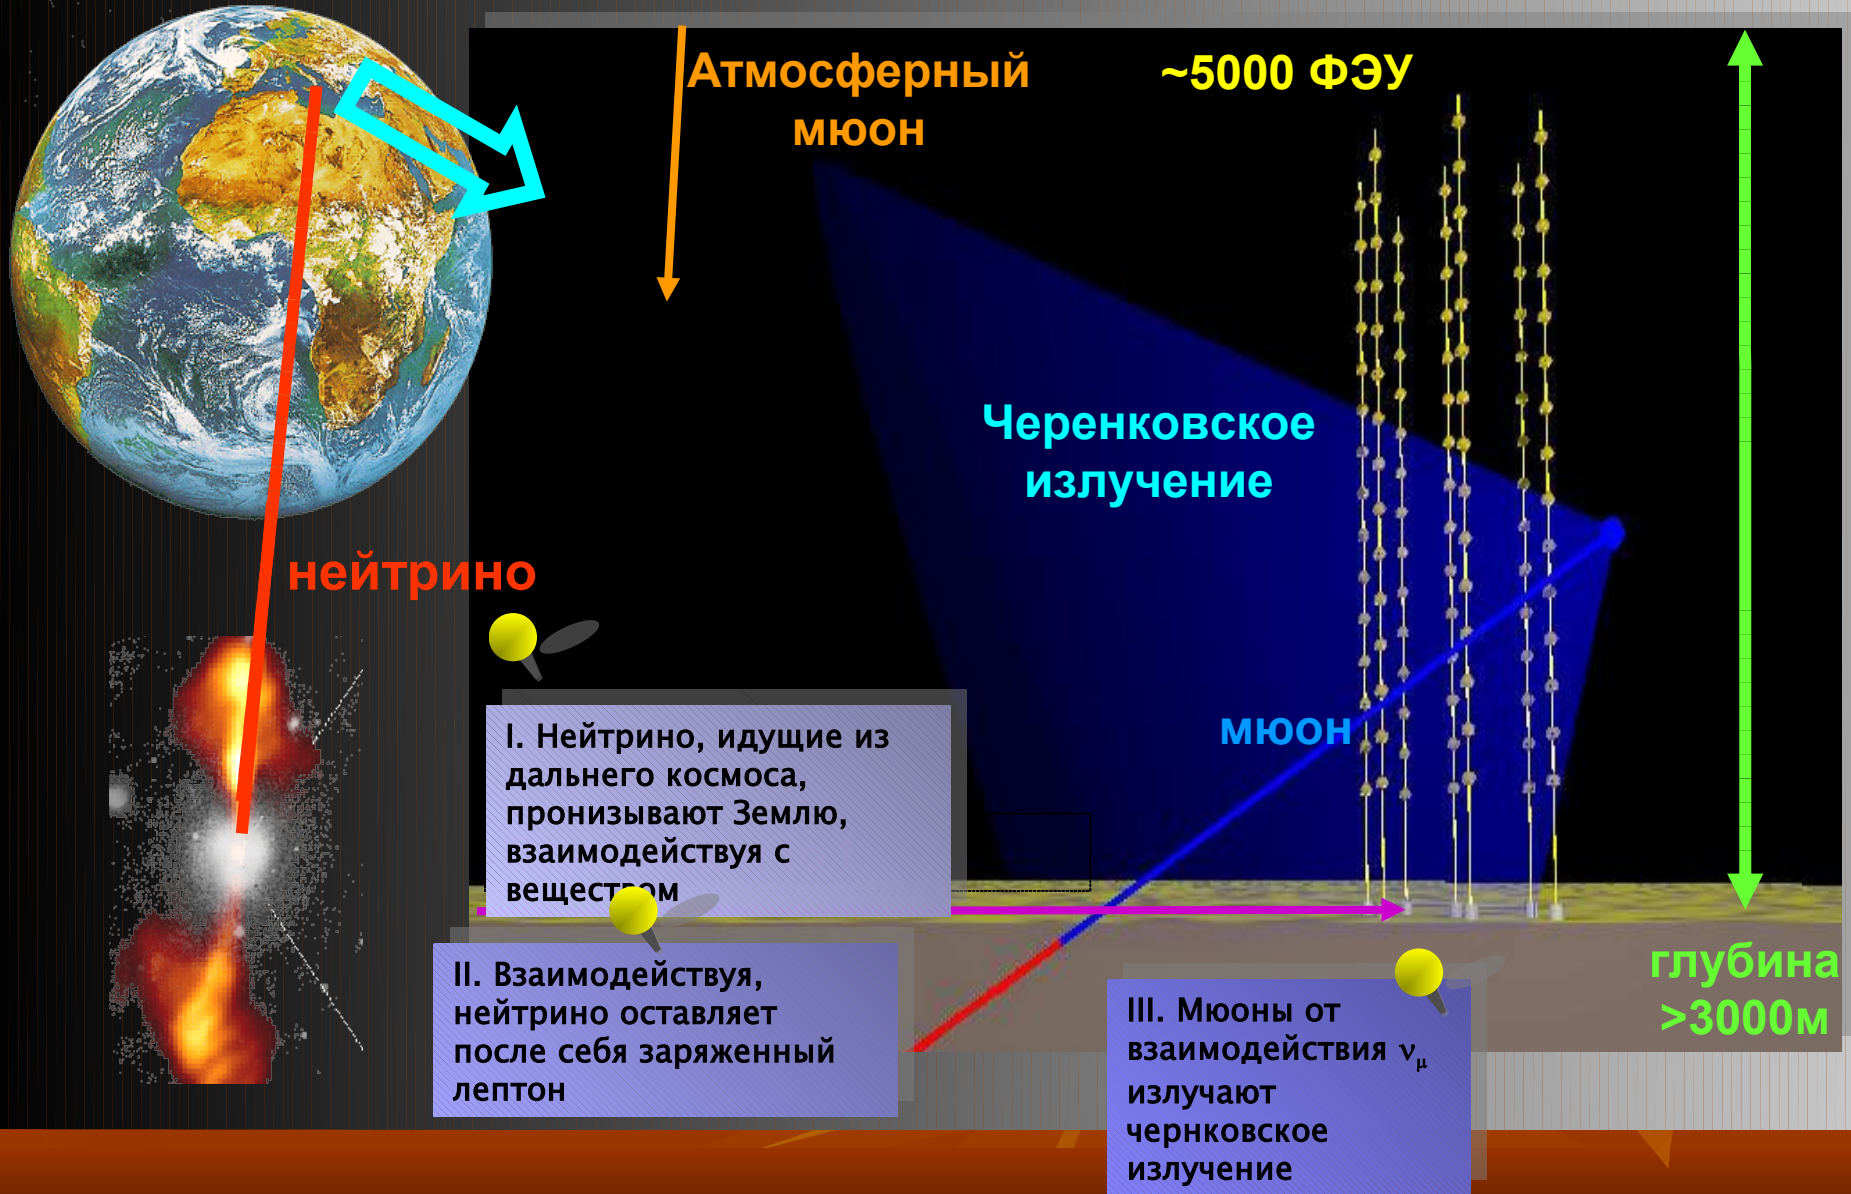 Атмосферный
мюон
~5000 ФЭУ
Черенковское
излучение
нейтрино
мюон
I. Нейтрино, идущие из
дальнего космоса,
пронизывают Землю,
взаимодействуя с
веществом
II. Взаимодействуя,
нейтрино оставляет
после себя заряженный
лептон
III. Мюоны от
взаимодействия νμ
излучают
чернковское
излучение
глубина
>3000м